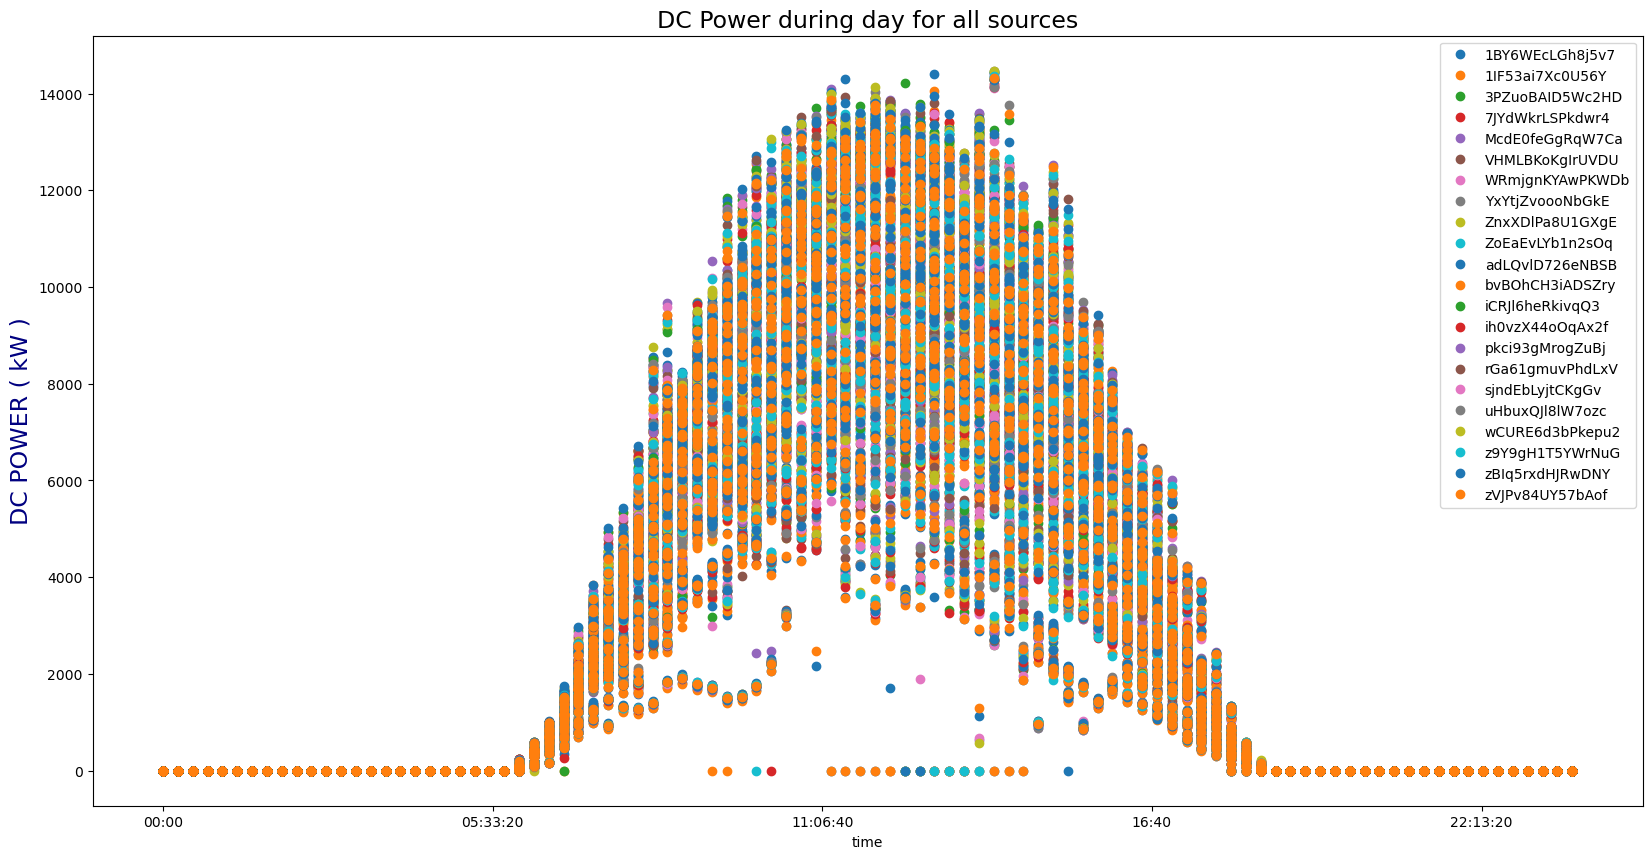 DC Power during day for all sources
DC POWER ( kW )
14000
12000
10000
8000
6000
4000
2000
0
00:00
05:33:20
11:06:40
16:40
22:13:20
time
1BY6WEcLGh8j5v7
1IF53ai7Xc0U56Y
3PZuoBAID5Wc2HD
7JYdWkrLSPkdwr4
McdE0feGgRqW7Ca
VHMLBKoKgIrUVDU
WRmjgnKYAwPKWDb
YxYtjZvoooNbGkE
ZnxXDlPa8U1GXgE
ZoEaEvLYb1n2sOq
adLQvlD726eNBSB
bvBOhCH3iADSZry
iCRJl6heRkivqQ3
ih0vzX44oOqAx2f
pkci93gMrogZuBj
rGa61gmuvPhdLxV
sjndEbLyjtCKgGv
uHbuxQJl8lW7ozc
wCURE6d3bPkepu2
z9Y9gH1T5YWrNuG
zBIq5rxdHJRwDNY
zVJPv84UY57bAof